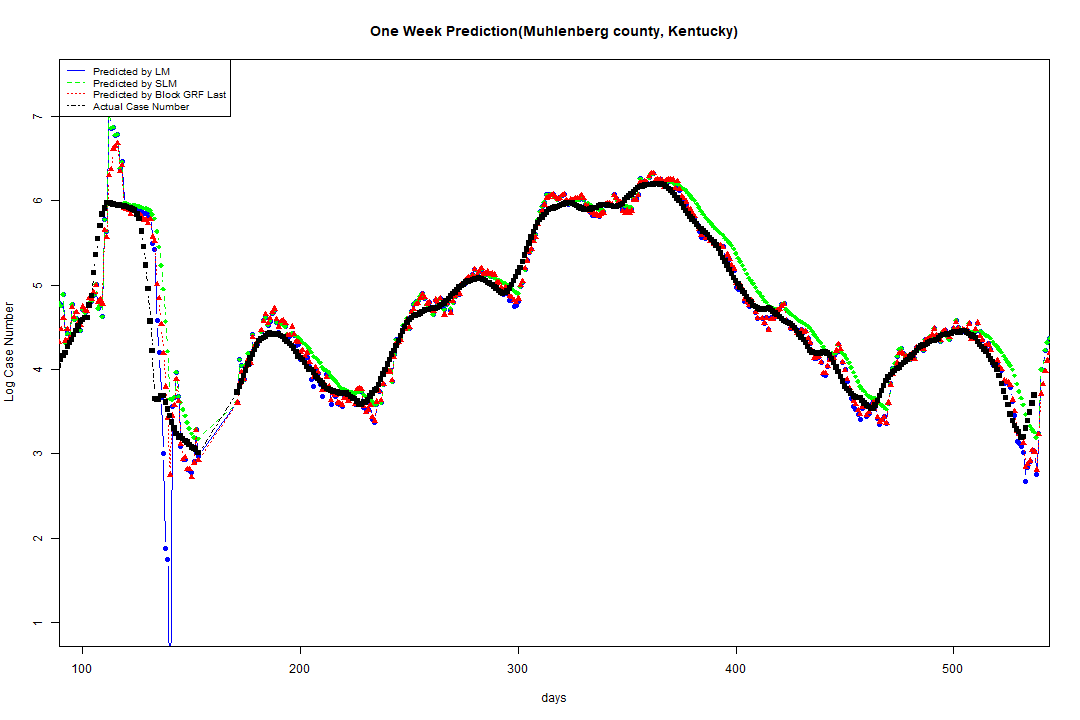 One Week Prediction(Muhlenberg county, Kentucky)
Predicted by LM
Predicted by SLM
Predicted by Block GRF Last
Actual Case Number
Log Case Number
7
6
5
4
3
2
1
100 200 300 400 500
days